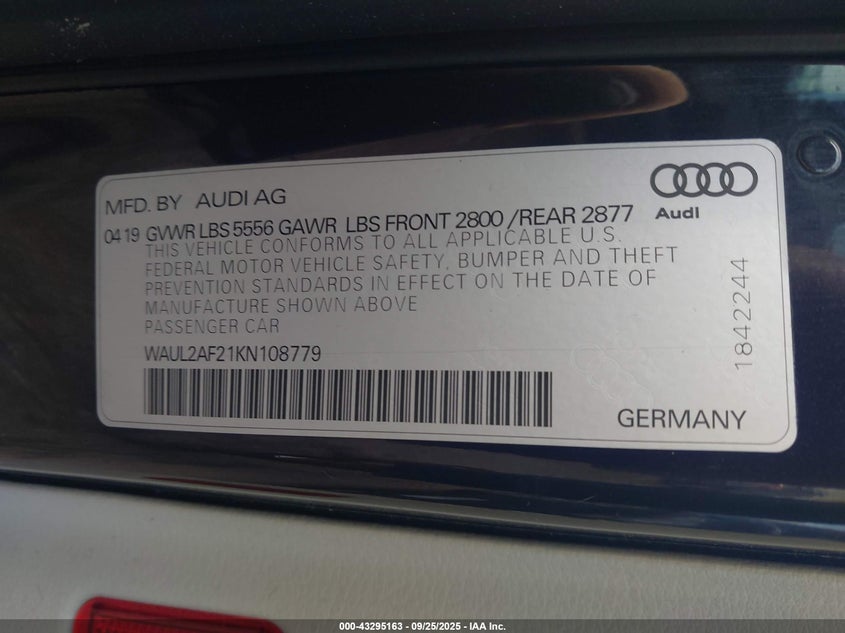 MFD. BY AUDI AG
Audi
0419 GVWR LBS 5556 GAWR LBS FRONT 2800 /REAR 2877
THIS VEHICLE CONFORMS TO ALL APPLICABLE U.S.
FEDERAL MOTOR VEHICLE SAFETY, BUMPER AND THEFT
PREVENTION STANDARDS IN EFFECT ON THE DATE OF
MANUFACTURE SHOWN ABOVE
PASSENGER CAR
WAUL2AF21KN108779
1842244
GERMANY
000-43295163 - 09/25/2025 - IAA Inc.